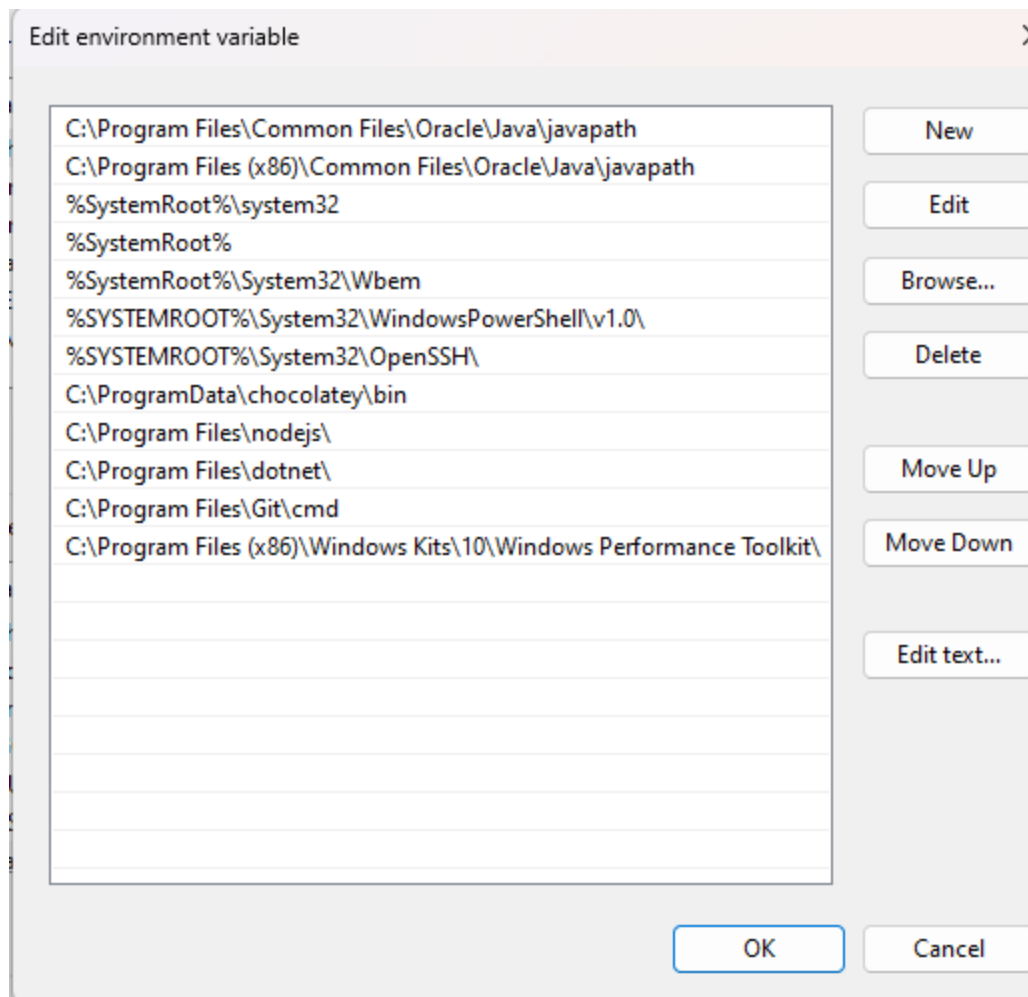 Edit environment variable
C:\Program Files\Common Files\Oracle\Java\javapath
C:\Program Files (x86)\Common Files\Oracle\Java\javapath
%SystemRoot%\system32
%SystemRoot%
%SystemRoot%\System32\Wbem
%SYSTEMROOT%\System32\WindowsPowerShell\v1.0\
%SYSTEMROOT%\System32\OpenSSH\
C:\ProgramData\chocolatey\bin
C:\Program Files\nodejs\
C:\Program Files\dotnet\
C:\Program Files\Git\cmd
C:\Program Files (x86)\Windows Kits\10\Windows Performance Toolkit\
New
Edit
Browse...
Delete
Move Up
Move Down
Edit text...
OK
Cancel